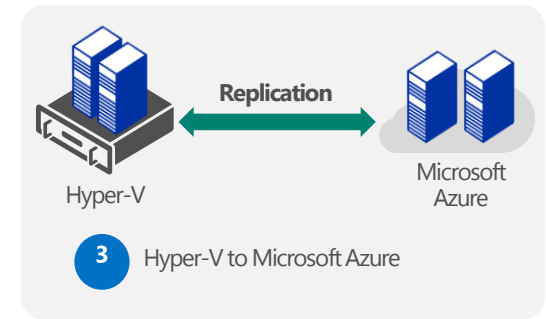 Replication
Hyper-V
Microsoft
Azure
3
Hyper-V to Microsoft Azure